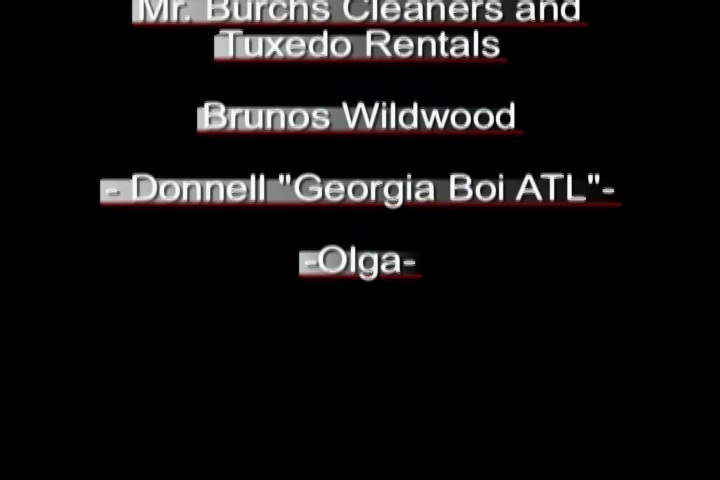 Mr. Burchs Cleaners and
Tuxedo Rentals
Brunos Wildwood
- Donnell "Georgia Boi ATL"-
-Olga-